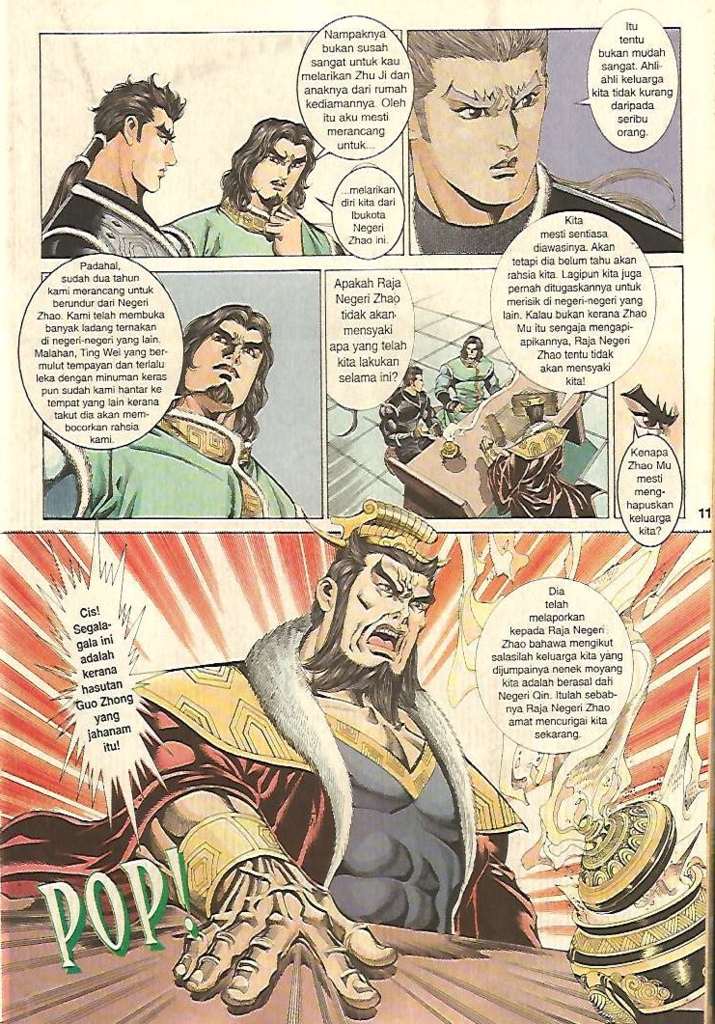 Nampaknya
bukan susah
sangat untuk kau
melarikan Zhu Ji dan
anaknya dari rumah
kediamannya. Oleh
itu aku mesti
merancang
untuk...
...melarikan
diri kita dari
Ibukota
Negeri
Zhao ini.
Itu
tentu
bukan mudah
sangat. Ahli-
ahli keluarga
kita tidak kurang
daripada
seribu
orang.
Padahal,
sudah dua tahun
kami merancang untuk
berundur dari Negeri
Zhao. Kami telah membuka
banyak ladang ternakan
di negeri-negeri yang lain.
Malahan, Ting Wei yang ber-
mulut tempayan dan terlalu
leka dengan minuman keras
pun sudah kami hantar ke
tempat yang lain kerana
takut dia akan mem-
bocorkan rahsia
kami.
Apakah Raja
Negeri Zhao
tidak akan
mensyaki
apa yang telah
kita lakukan
selama ini?
Kita
mesti sentiasa
diawasinya. Akan
tetapi dia belum tahu akan
rahsia kita. Lagipun kita juga
pernah ditugaskannya untuk
merisik di negeri-negeri yang
lain. Kalau bukan kerana Zhao
Mu itu sengaja mengapi-
apikannya, Raja Negeri
Zhao tentu tidak
akan mensyaki
kita!
Kenapa
Zhao Mu
mesti
meng-
hapuskan
keluarga
kita?
11
Cis!
Segala-
gala ini
adalah
kerana
hasutan
Guo Zhong
yang
jahanam
itu!
Dia
telah
melaporkan
kepada Raja Negeri
Zhao bahawa mengikut
salasilah keluarga kita yang
dijumpainya nenek moyang
kita adalah berasal dari
Negeri Qin. Itulah sebab-
nya Raja Negeri Zhao
amat mencurigai kita
sekarang.
POP!